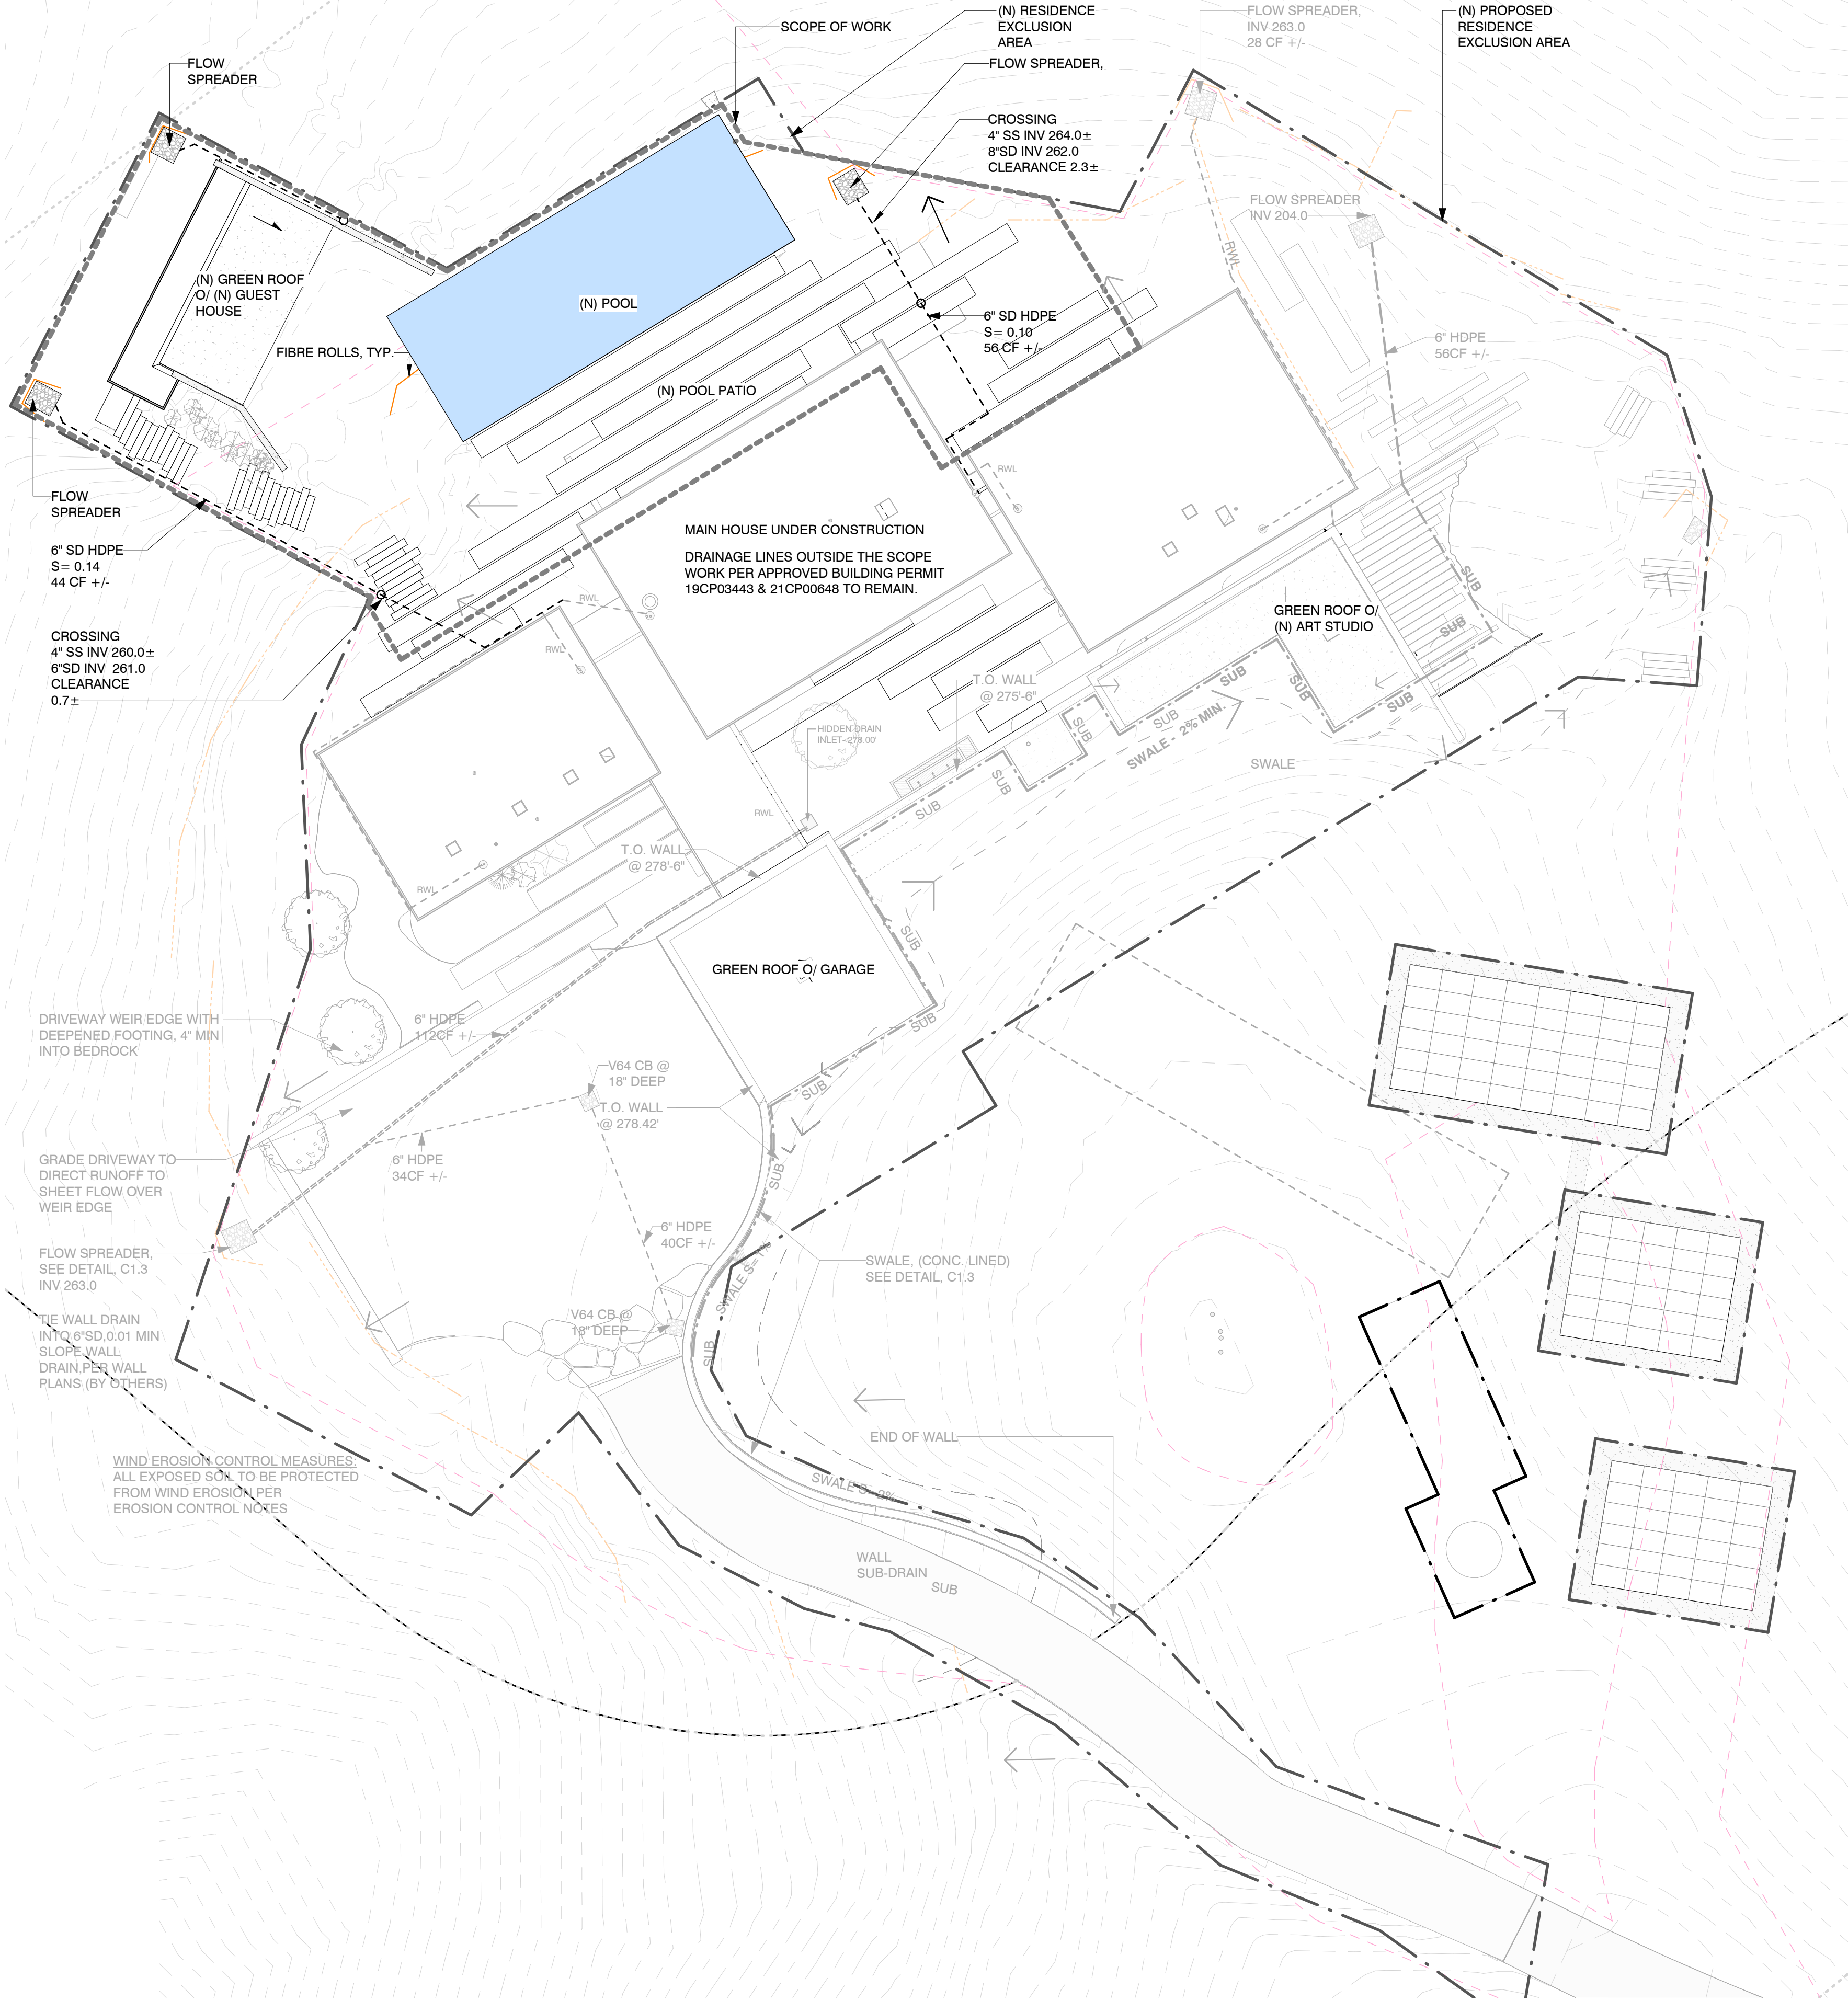 SCOPE OF WORK
(N) RESIDENCE
EXCLUSION
AREA
FLOW SPREADER,
INV 263.0
28 CF +/-
(N) PROPOSED
RESIDENCE
EXCLUSION AREA
FLOW
SPREADER
FLOW SPREADER,
CROSSING
4" SS INV 264.0±
8"SD INV 262.0
CLEARANCE 2.3±
FLOW SPREADER
INV 204.0
RWL
(N) GREEN ROOF
O/ (N) GUEST
HOUSE
(N) POOL
6" SD HDPE
S= 0.10
56 CF +/-
6" HDPE
56CF +/-
FIBRE ROLLS, TYP.
(N) POOL PATIO
RWL
FLOW
SPREADER
MAIN HOUSE UNDER CONSTRUCTION
DRAINAGE LINES OUTSIDE THE SCOPE
WORK PER APPROVED BUILDING PERMIT
19CP03443 & 21CP00648 TO REMAIN.
6" SD HDPE
S= 0.14
44 CF +/-
SUB
RWL
GREEN ROOF O/
(N) ART STUDIO
SUB
CROSSING
4" SS INV 260.0±
6"SD INV  261.0
CLEARANCE
0.7±
RWL
T.O. WALL
@ 275'-6"
SUB
SUB
SUB
SUB
SUB
SWALE - 2% MIN.
HIDDEN DRAIN
INLET- 278.00'
SWALE
SUB
SUB
RWL
T.O. WALL
@ 278'-6"
RWL
SUB
GREEN ROOF O/ GARAGE
DRIVEWAY WEIR EDGE WITH
DEEPENED FOOTING, 4" MIN
INTO BEDROCK
6" HDPE
112CF +/-
SUB
V64 CB @
18" DEEP
SUB
T.O. WALL
@ 278.42'
GRADE DRIVEWAY TO
DIRECT RUNOFF TO
SHEET FLOW OVER
WEIR EDGE
6" HDPE
34CF +/-
SUB
6" HDPE
40CF +/-
FLOW SPREADER,
SEE DETAIL, C1.3
INV 263.0
SWALE, (CONC. LINED)
SEE DETAIL, C1.3
SWALE S=1%
TIE WALL DRAIN
INTO 6"SD,0.01 MIN
SLOPE.WALL
DRAIN,PER WALL
PLANS (BY OTHERS)
V64 CB @
18" DEEP
SUB
END OF WALL
WIND EROSION CONTROL MEASURES:
ALL EXPOSED SOIL TO BE PROTECTED
FROM WIND EROSION PER
EROSION CONTROL NOTES
SWALE S= 2%
WALL
SUB-DRAIN
SUB